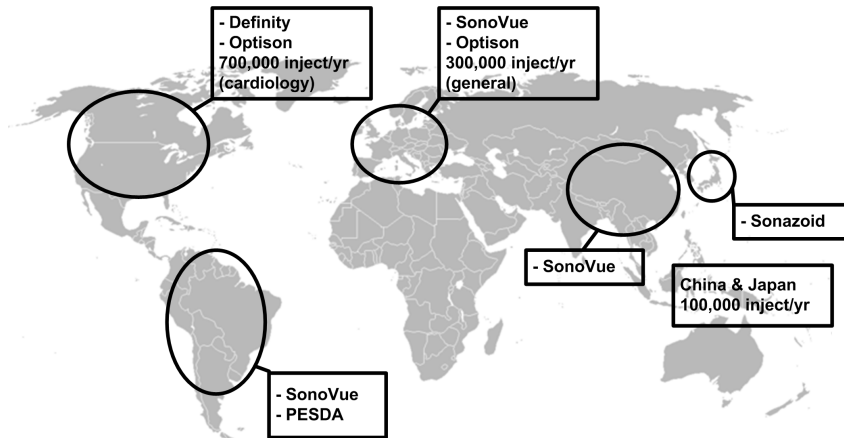 - Definity
- Optison
700,000 inject/yr
(cardiology)
- SonoVue
- Optison
300,000 inject/yr
(general)
- Sonazoid
- SonoVue
China & Japan
100,000 inject/yr
- SonoVue
- PESDA